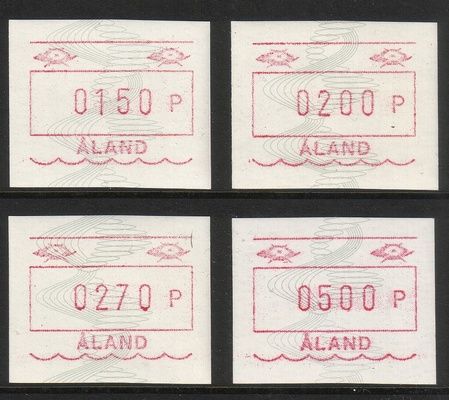 0150 P
ÅLAND
0200 P
ÅLAND
0270 P
ÅLAND
0500 P
ÅLAND